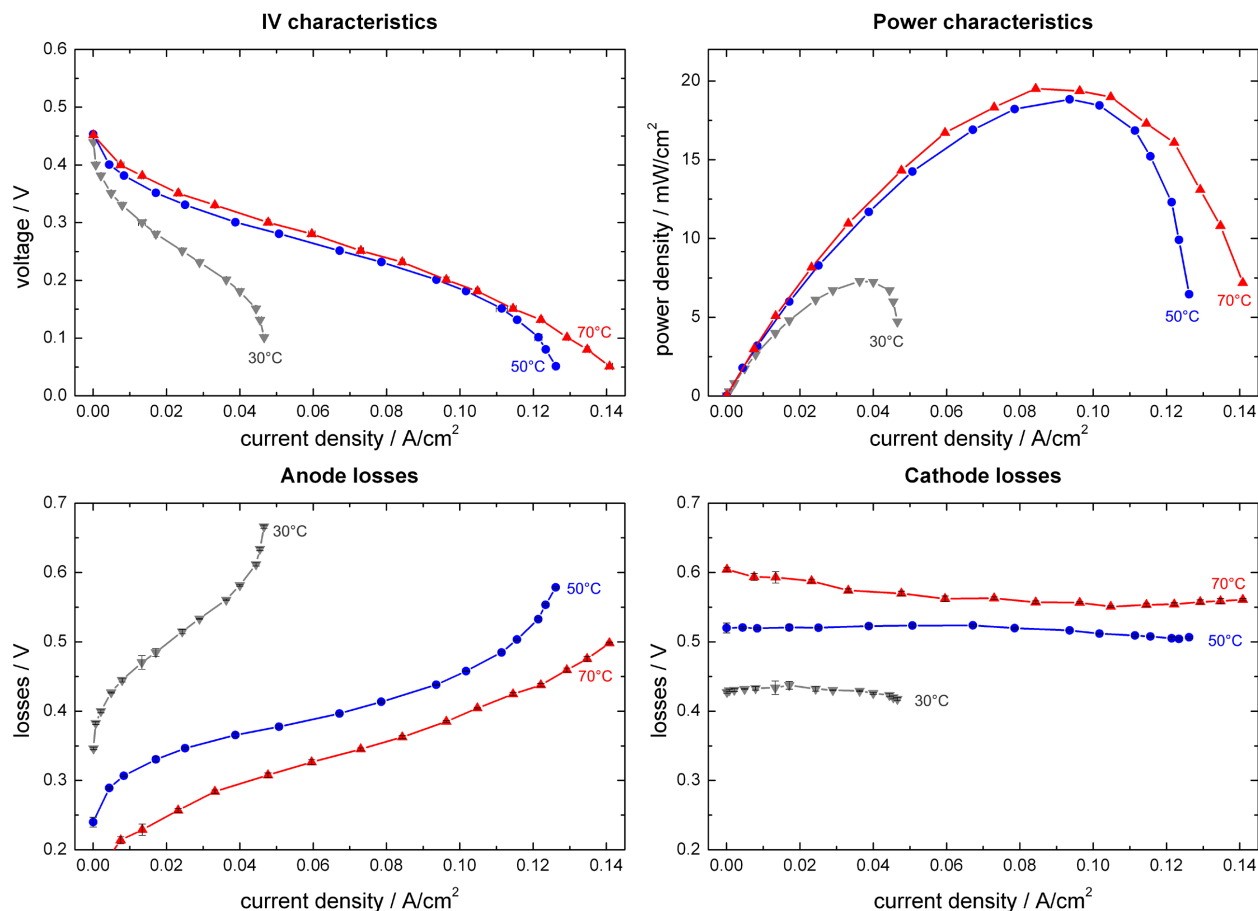 IV characteristics
0.6
0.5
0.4
0.3
0.2
0.1
0.0
voltage / V
70°C
50°C
30°C
0.00 0.02 0.04 0.06 0.08 0.10 0.12 0.14
current density / A/cm²
Power characteristics
20
15
10
5
0
power density / mW/cm²
70°C
50°C
30°C
0.00 0.02 0.04 0.06 0.08 0.10 0.12 0.14
current density / A/cm²
Anode losses
0.7
0.6
0.5
0.4
0.3
0.2
losses / V
30°C
50°C
70°C
0.00 0.02 0.04 0.06 0.08 0.10 0.12 0.14
current density / A/cm²
Cathode losses
0.7
0.6
0.5
0.4
0.3
0.2
losses / V
70°C
50°C
30°C
0.00 0.02 0.04 0.06 0.08 0.10 0.12 0.14
current density / A/cm²